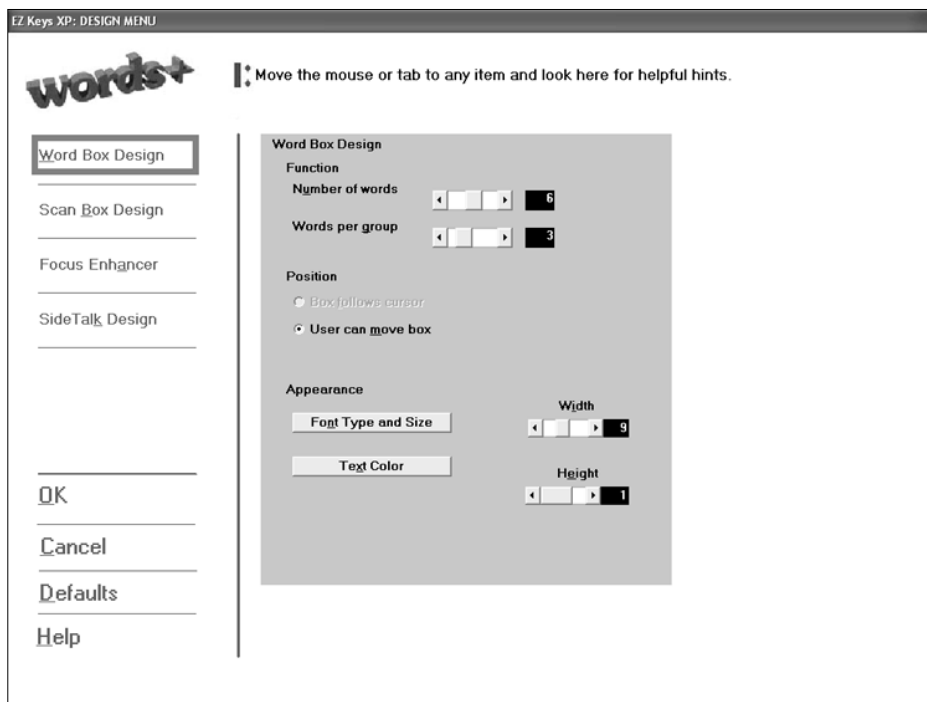 EZ Keys XP: DESIGN MENU
words+
Move the mouse or tab to any item and look here for helpful hints.
Word Box Design
Scan Box Design
Focus Enhancer
SideTalk Design
OK
Cancel
Defaults
Help
Word Box Design
Function
Number of words 6
Words per group 3
Position
Box follows cursor
User can move box
Appearance
Font Type and Size
Text Color
Width
9
Height
1